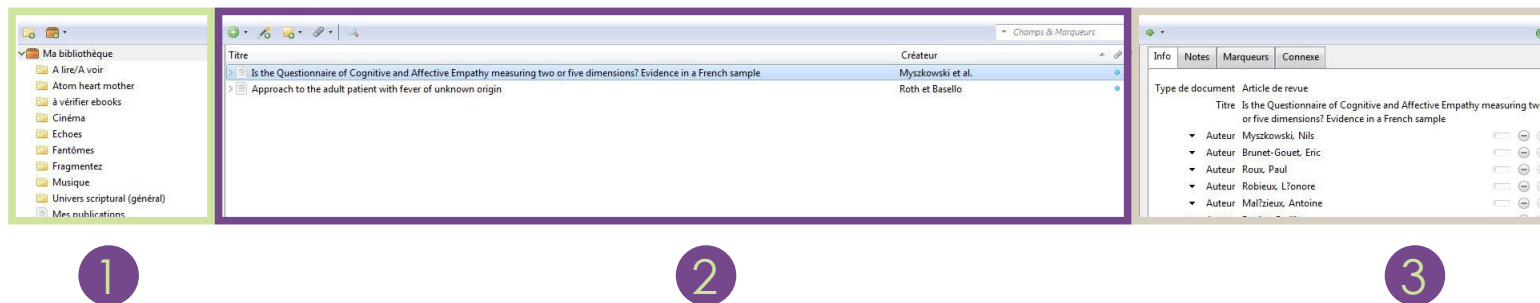 Ma bibliothèque
A lire/A voir
Atom heart mother
à vérifier ebooks
Cinéma
Echoes
Fantômes
Fragmentez
Musique
Univers scriptural (général)
Mes publications
Champs & Marqueurs
Titre Créateur
Is the Questionnaire of Cognitive and Affective Empathy measuring two or five dimensions? Evidence in a French sample Myszkowski et al.
Approach to the adult patient with fever of unknown origin Roth et Basello
Info Notes Marqueurs Connexe
Type de document Article de revue
Titre Is the Questionnaire of Cognitive and Affective Empathy measuring tw
or five dimensions? Evidence in a French sample
Auteur Myszkowski, Nils
Auteur Brunet-Gouet, Eric
Auteur Roux, Paul
Auteur Robieux, L?onore
Auteur Mal?zieux, Antoine
1
2
3